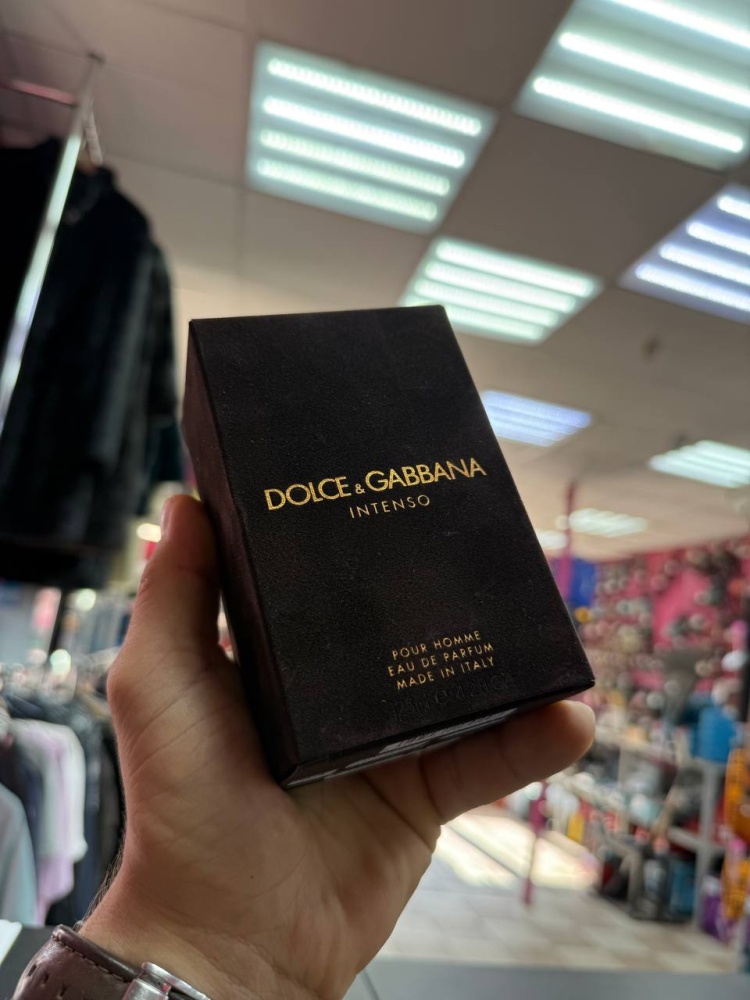 DOLCE & GABBANA
INTENSO
POUR HOMME
EAU DE PARFUM
MADE IN ITALY